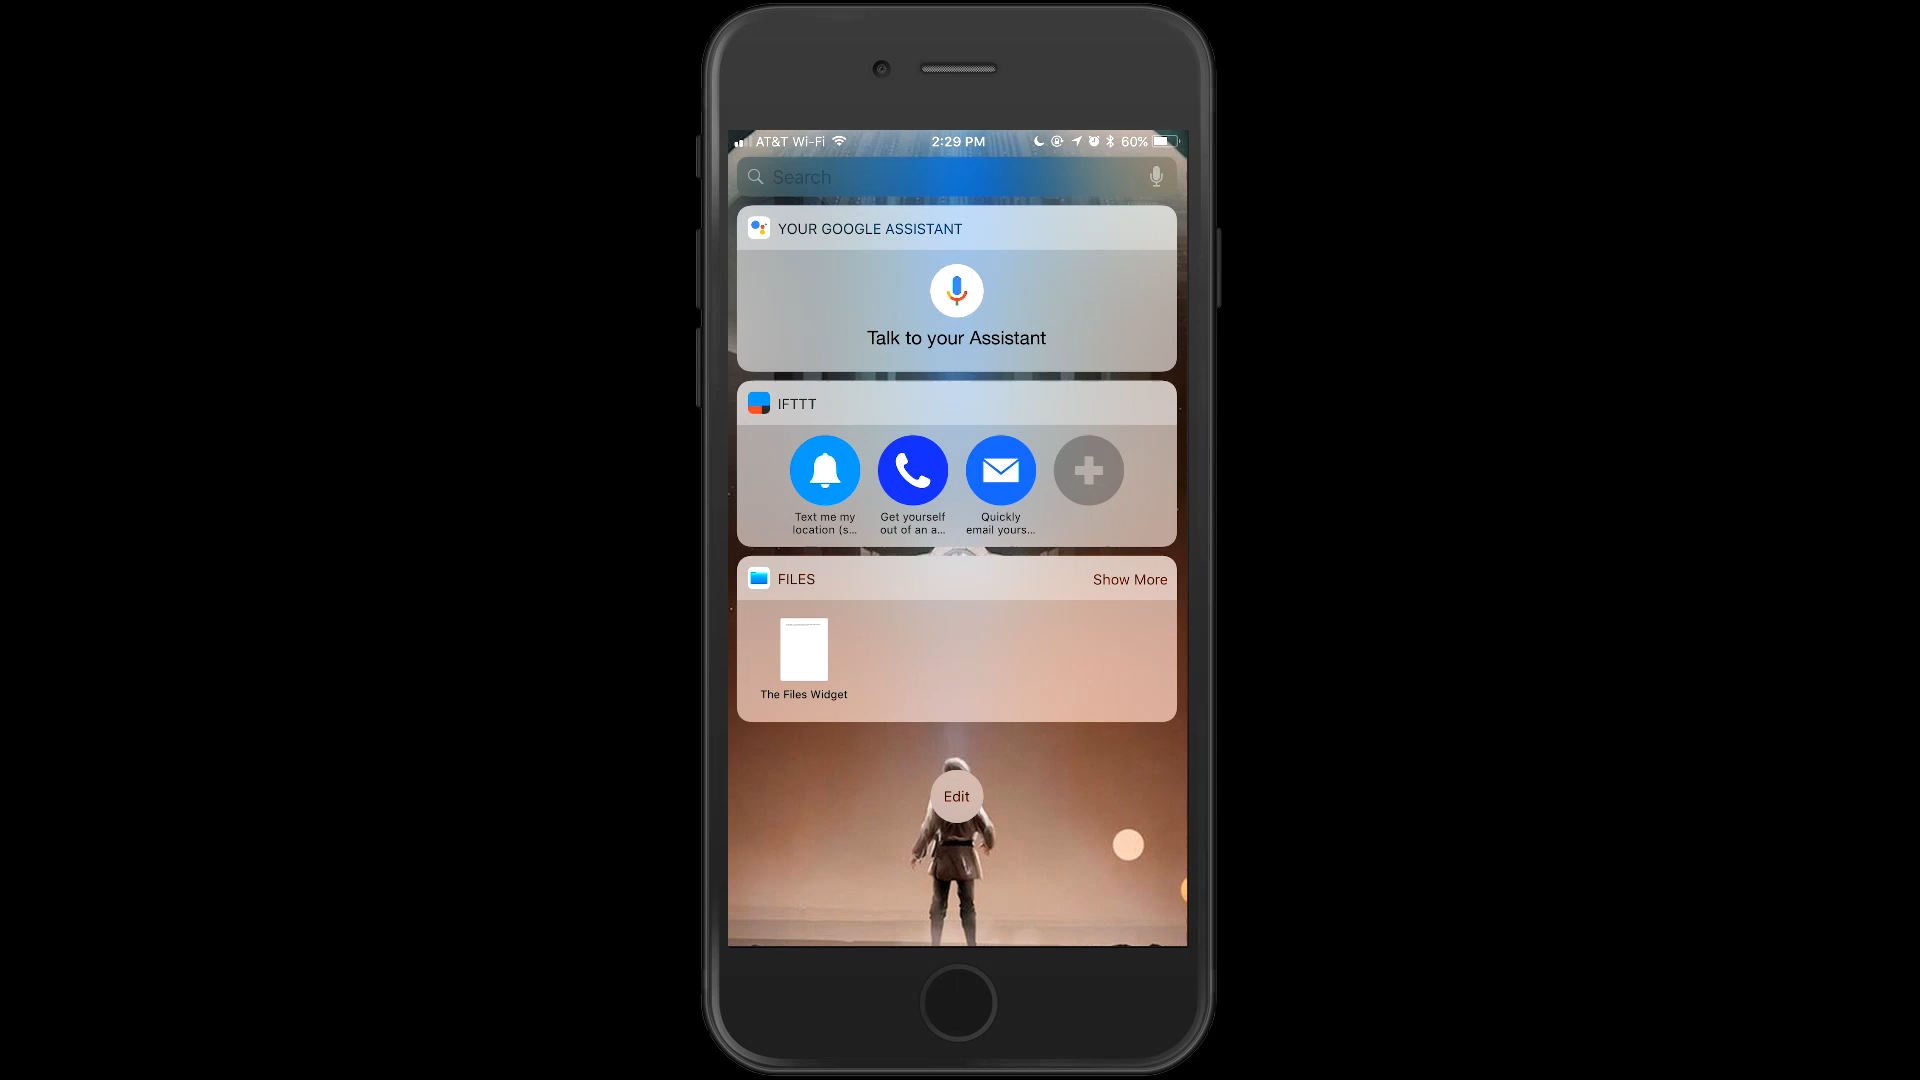 AT&T Wi-Fi 2:29 PM 60%
Search
YOUR GOOGLE ASSISTANT
Talk to your Assistant
IFTTT
Text me my
location (s...
Get yourself
out of an a...
Quickly
email yours...
FILES Show More
The Files Widget
Edit